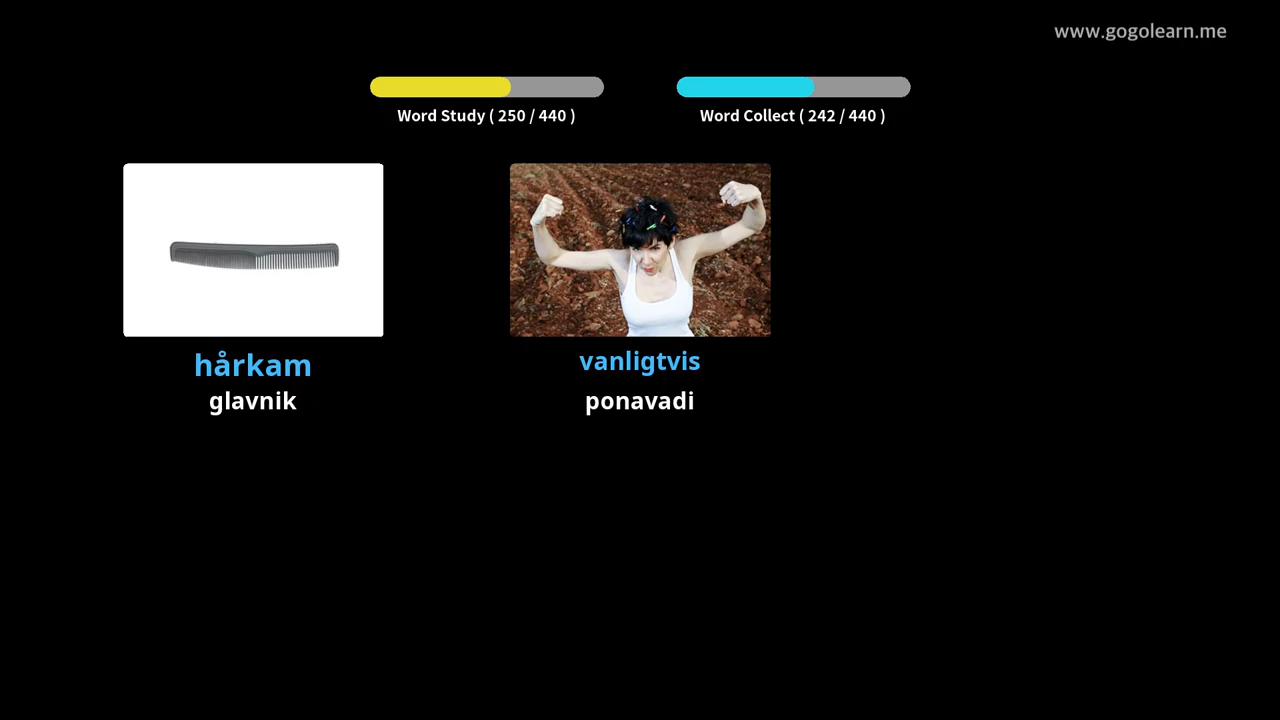 www.gogolearn.me
Word Study ( 250 / 440 )
Word Collect ( 242 / 440 )
hårkam
glavnik
vanligtvis
ponavadi